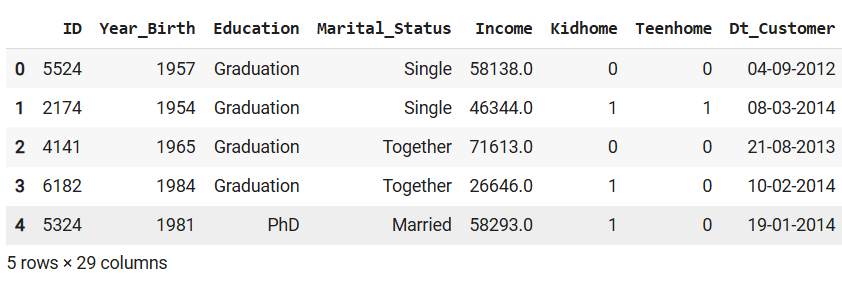 ID Year_Birth Education Marital_Status Income Kidhome Teenhome Dt_Customer
0 5524 1957 Graduation Single 58138.0 0 0 04-09-2012
1 2174 1954 Graduation Single 46344.0 1 1 08-03-2014
2 4141 1965 Graduation Together 71613.0 0 0 21-08-2013
3 6182 1984 Graduation Together 26646.0 1 0 10-02-2014
4 5324 1981 PhD Married 58293.0 1 0 19-01-2014
5 rows × 29 columns